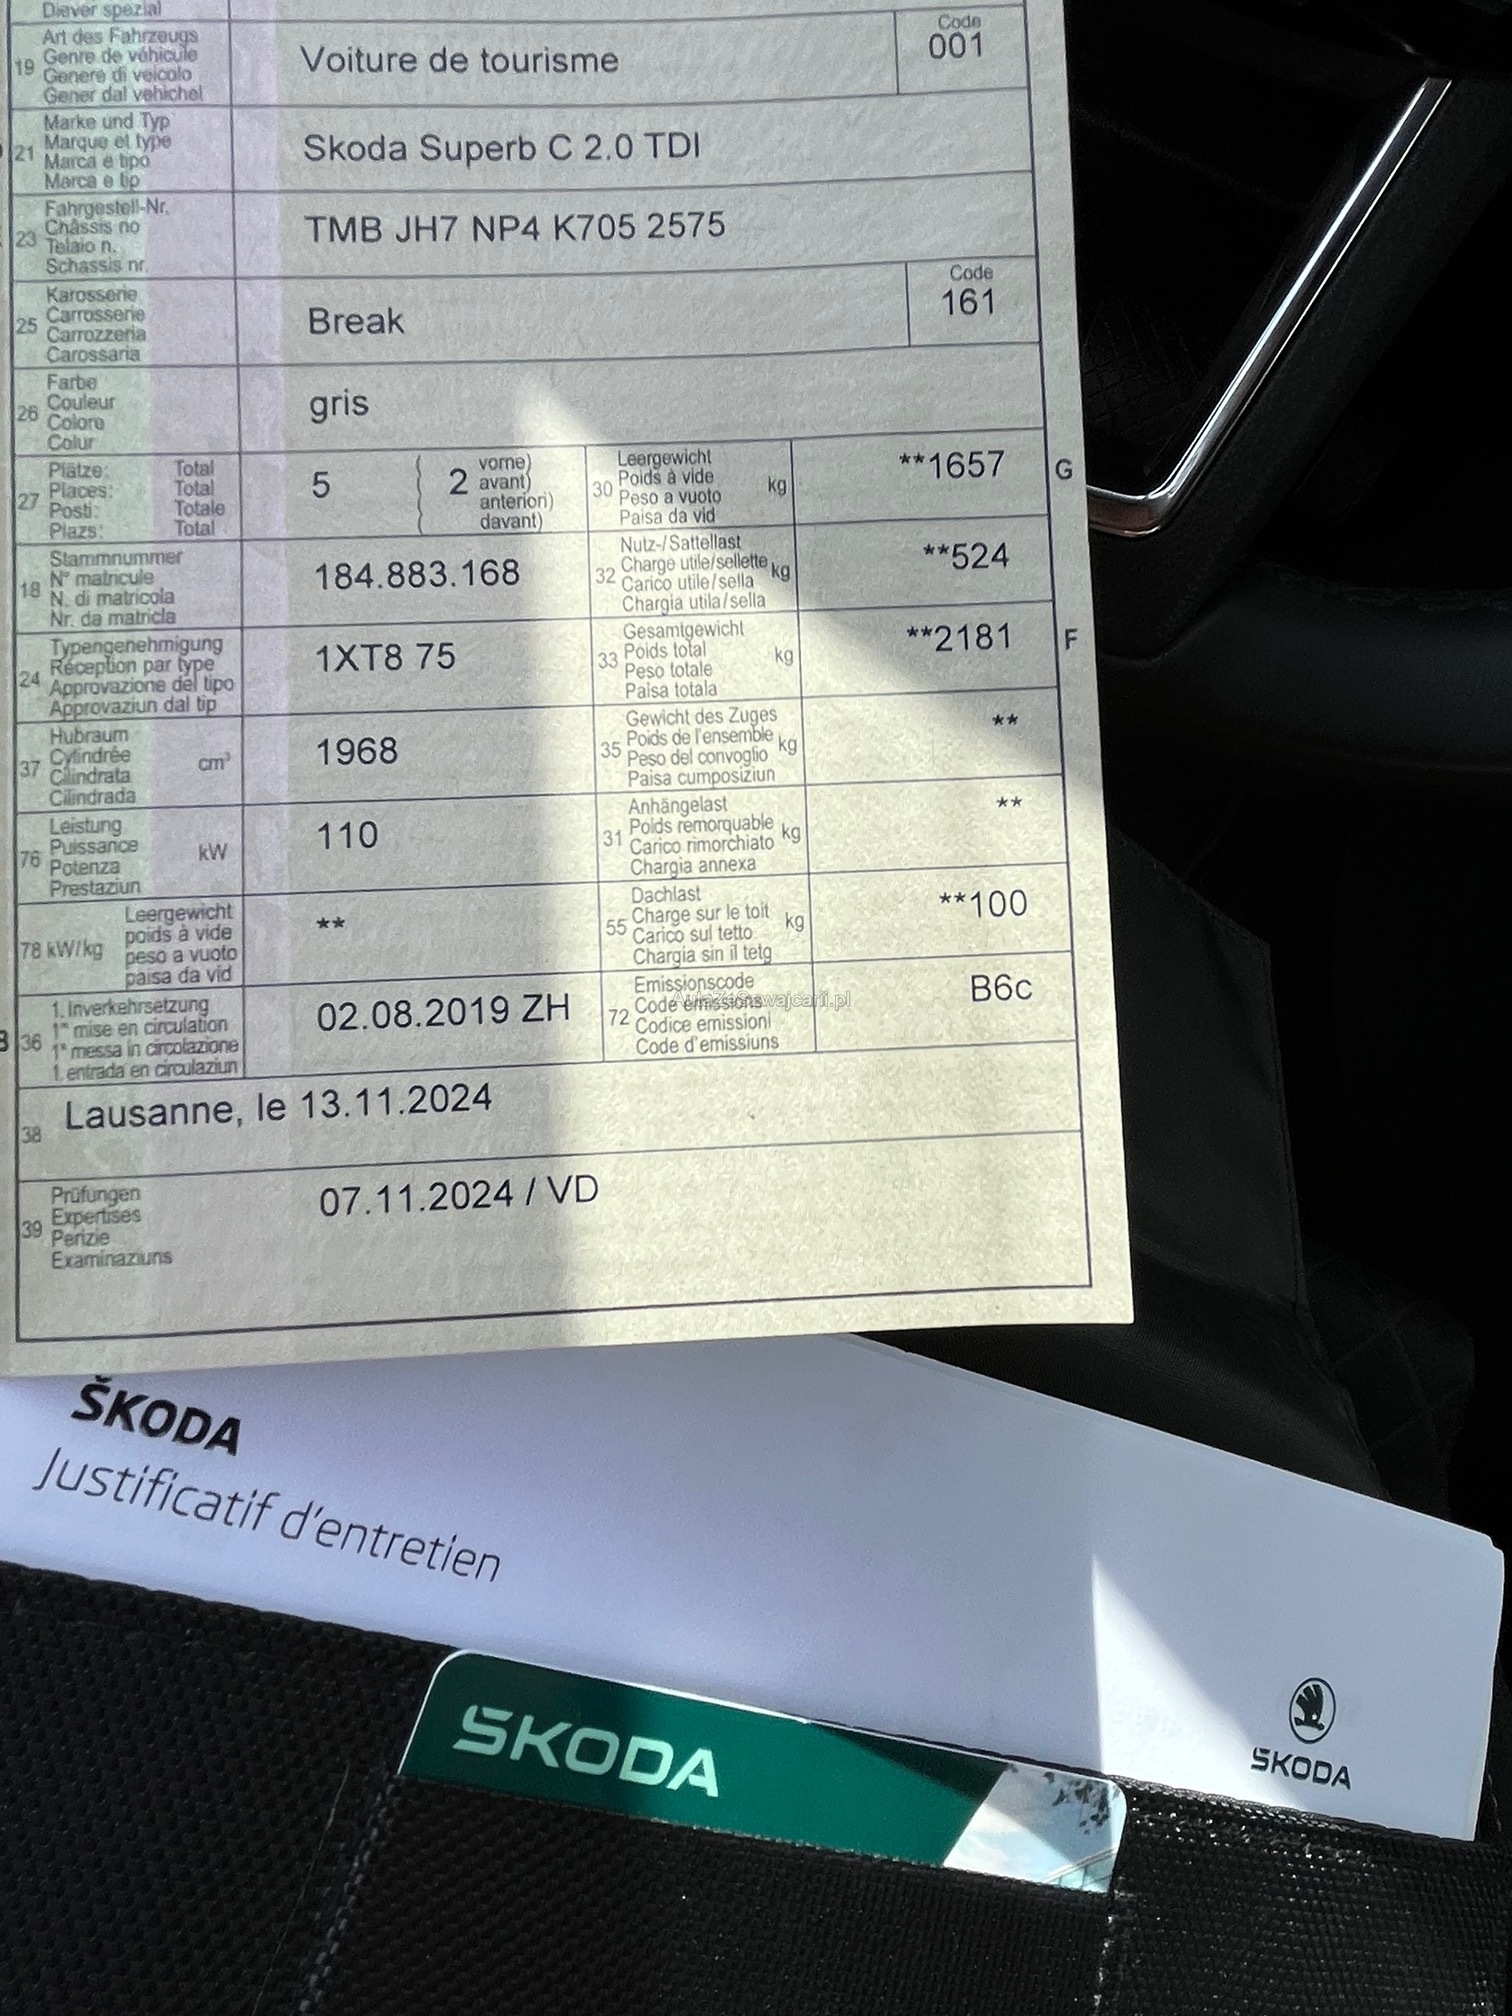 Diever spezial
19 Art des Fahrzeugs
Genre de véhicule
Genere di veicolo
Gener dal vehichel
Voiture de tourisme
Code
001
21 Marke und Typ
Marque et type
Marca e tipo
Marca e tip
Skoda Superb C 2.0 TDI
23 Fahrgestell-Nr.
Châssis no
Telaio n.
Schassis nr.
TMB JH7 NP4 K705 2575
25 Karosserie
Carrosserie
Carrozzeria
Carossaria
Break
Code
161
26 Farbe
Couleur
Colore
Colur
gris
27 Plätze: Total
Places: Total
Posti: Totale
Plazs: Total
5
2 vorne)
avant)
anteriori)
davant)
30 Leergewicht
Poids à vide
Peso a vuoto
Paisa da vid
kg
**1657
G
18 Stammnummer
N° matricule
N. di matricola
Nr. da matricla
184.883.168
32 Nutz-/Sattellast
Charge utile/sellette
Carico utile/sella
Chargia utila/sella
kg
**524
24 Typengenehmigung
Réception par type
Approvazione del tipo
Approvaziun dal tip
1XT8 75
33 Gesamtgewicht
Poids total
Peso totale
Paisa totala
kg
**2181
F
37 Hubraum
Cylindrée
Cilindrata
Cilindrada
cm³
1968
35 Gewicht des Zuges
Poids de l'ensemble
Peso del convoglio
Paisa cumposiziun
kg
**
76 Leistung
Puissance
Potenza
Prestaziun
kW
110
31 Anhängelast
Poids remorquable
Carico rimorchiato
Chargia annexa
kg
**
78 kW/kg
Leergewicht
poids à vide
peso a vuoto
paisa da vid
**
55 Dachlast
Charge sur le toit
Carico sul tetto
Chargia sin il tetg
kg
**100
B 36 1. Inverkehrsetzung
1re mise en circulation
1a messa in circolazione
1. entrada en circulaziun
02.08.2019 ZH
72 Emissionscode
Code émissions
Codice emissioni
Code d'emissiuns
B6c
AutaZeSzwajcarii.pl
38 Lausanne, le 13.11.2024
39 Prüfungen
Expertises
Perizie
Examinaziuns
07.11.2024 / VD
ŠKODA
Justificatif d'entretien
ŠKODA
ŠKODA